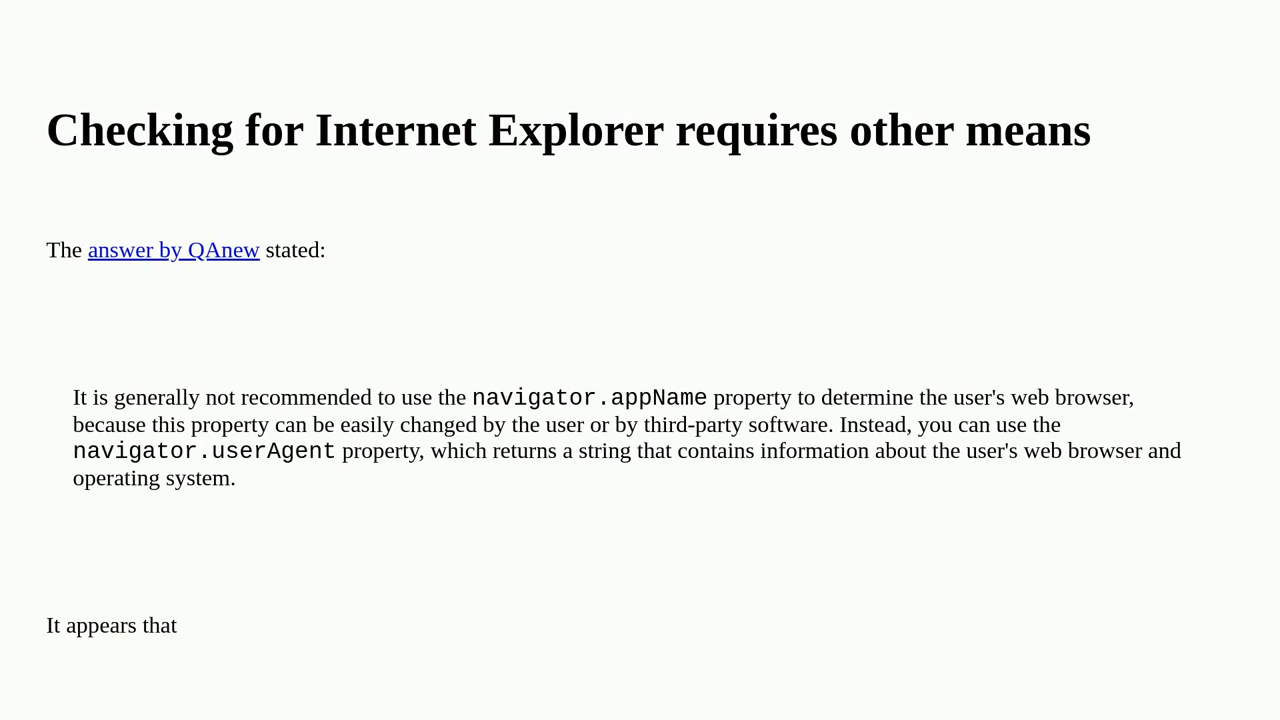 Checking for Internet Explorer requires other means
The answer by QAnew stated:
It is generally not recommended to use the navigator.appName property to determine the user's web browser,
because this property can be easily changed by the user or by third-party software. Instead, you can use the
navigator.userAgent property, which returns a string that contains information about the user's web browser and
operating system.
It appears that